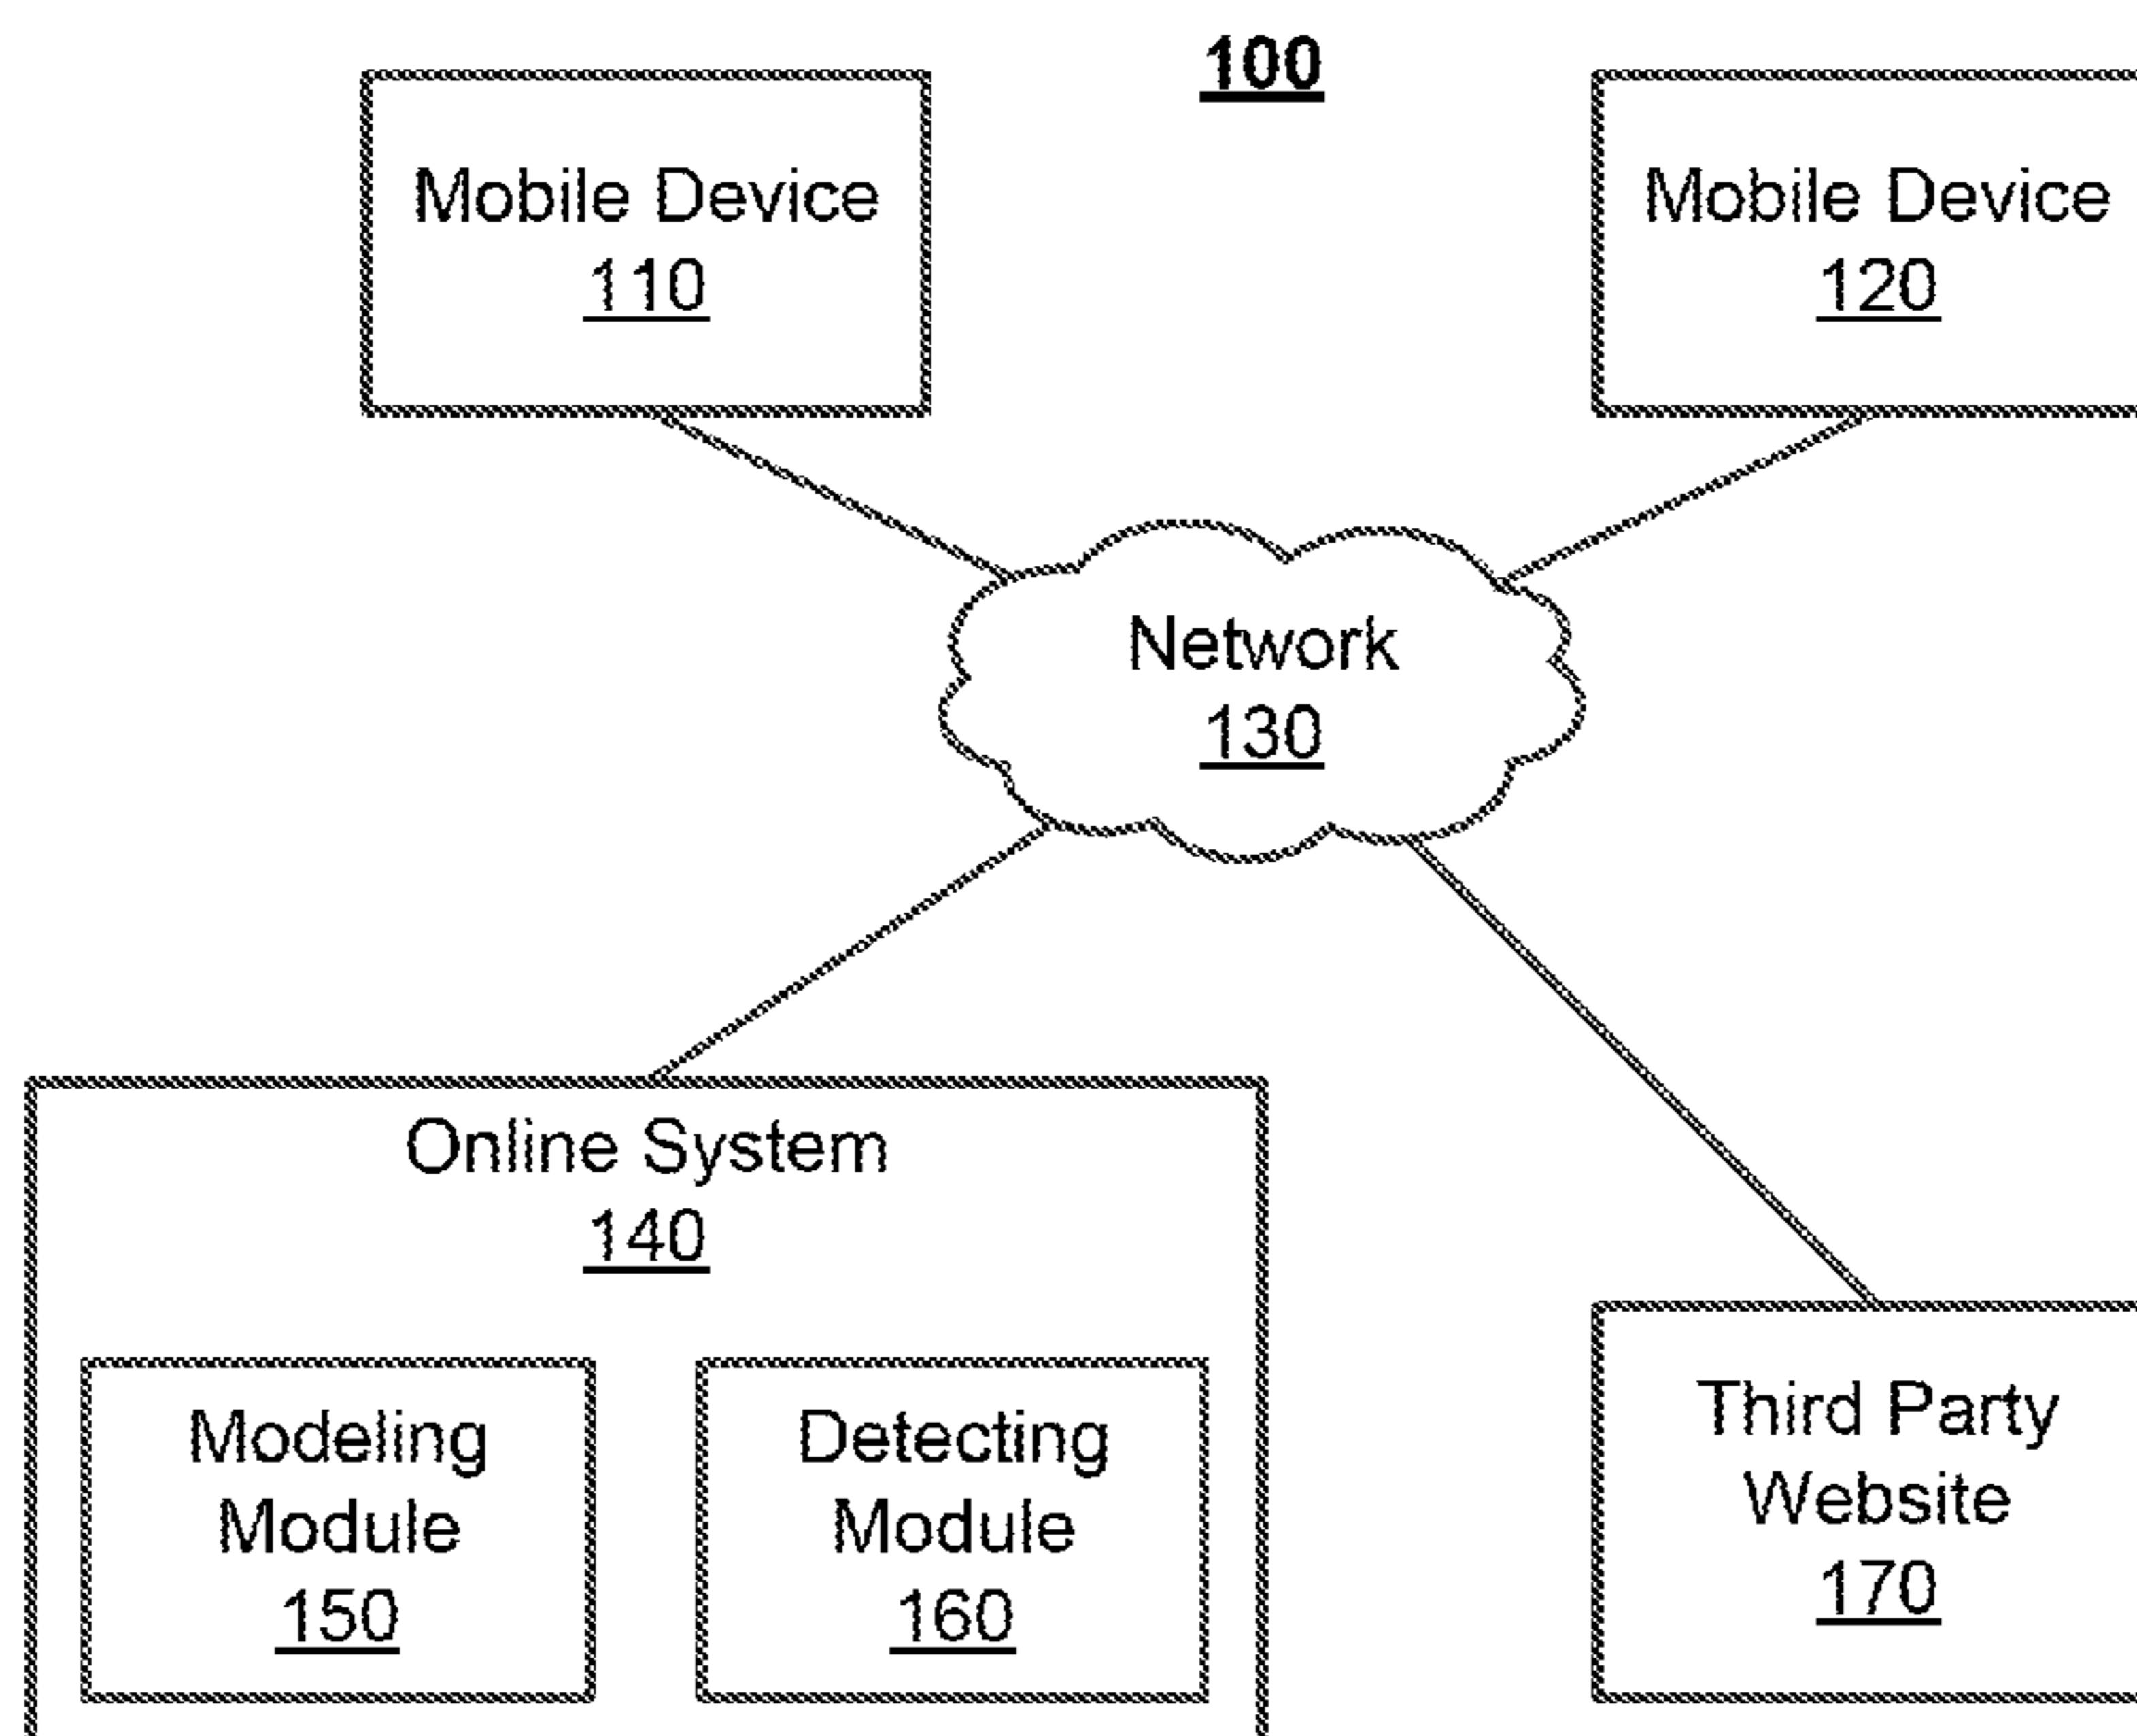 100
Mobile Device
110
Mobile Device
120
Network
130
Online System
140
Modeling
Module
150
Detecting
Module
160
Third Party
Website
170